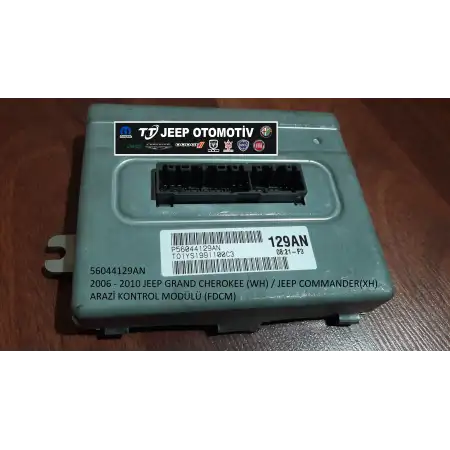 TJ JEEP OTOMOTİV
P56044129AN
T01YS1991100C3
129AN
08:21-F3
56044129AN
2006 - 2010 JEEP GRAND CHEROKEE (WH) / JEEP COMMANDER(XH)
ARAZİ KONTROL MODÜLÜ (FDCM)